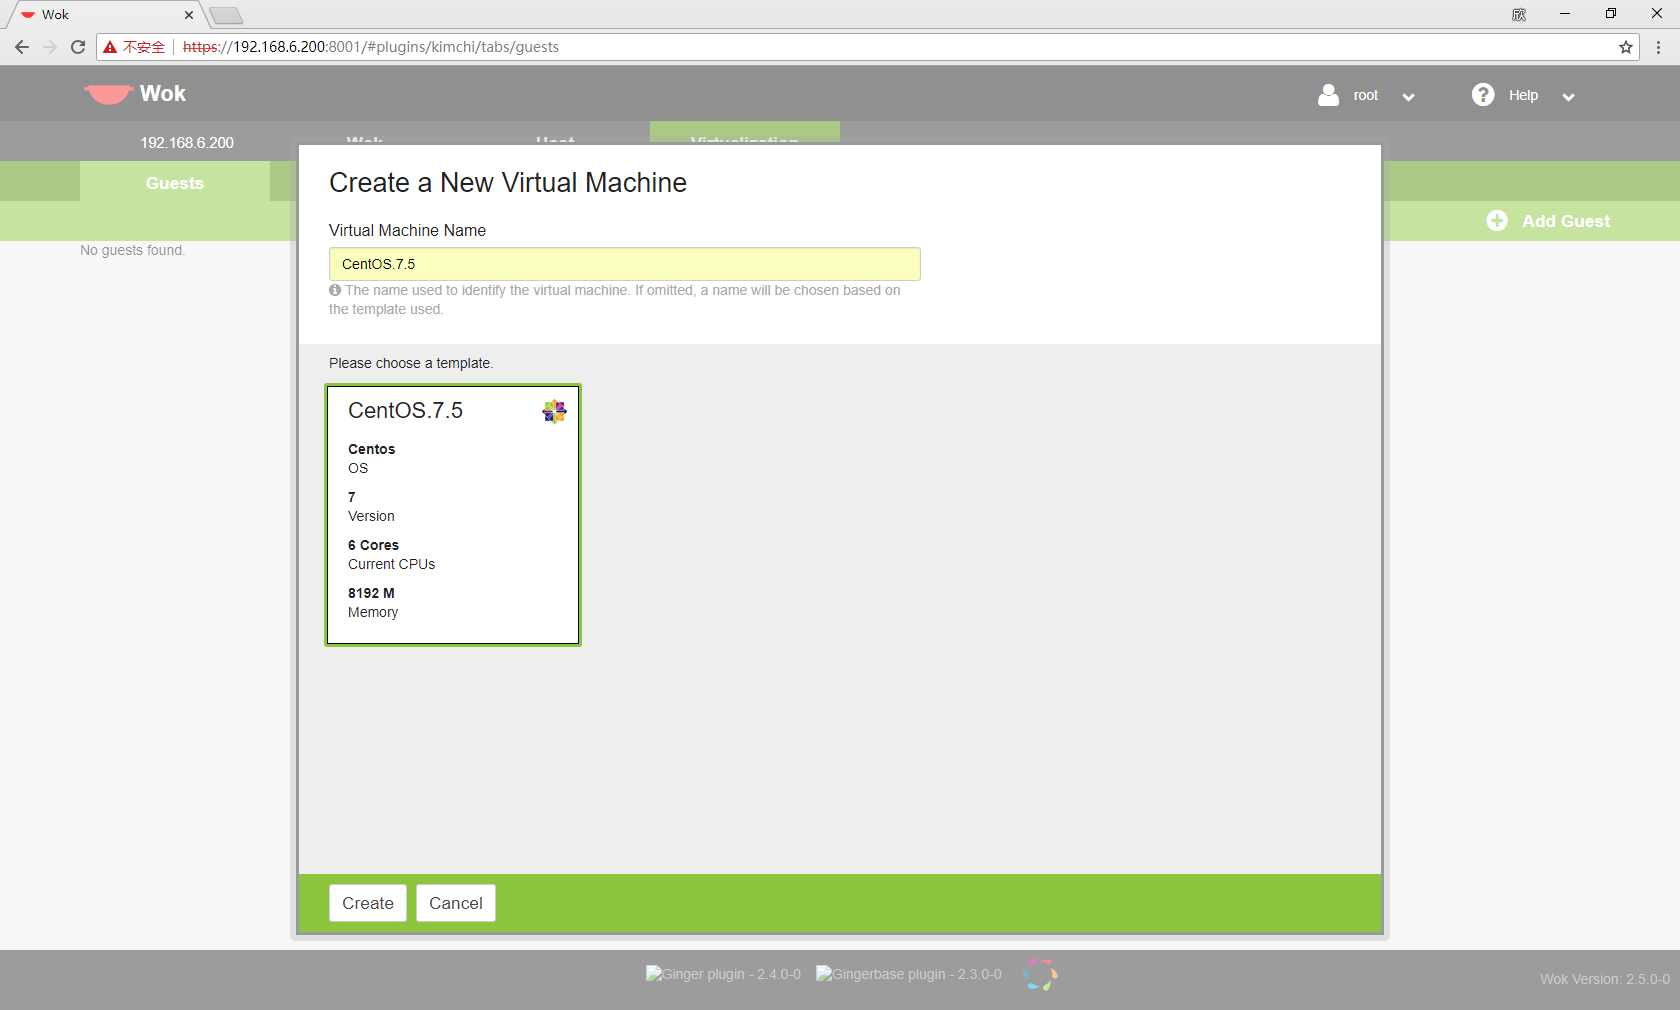 Wok
欣
不安全 https://192.168.6.200:8001/#plugins/kimchi/tabs/guests
Wok
root
Help
192.168.6.200
Wok
Host
Virtualization
Guests
Add Guest
No guests found.
Create a New Virtual Machine
Virtual Machine Name
CentOS.7.5
The name used to identify the virtual machine. If omitted, a name will be chosen based on
the template used.
Please choose a template.
CentOS.7.5
Centos
OS
7
Version
6 Cores
Current CPUs
8192 M
Memory
Create
Cancel
Ginger plugin - 2.4.0-0
Gingerbase plugin - 2.3.0-0
Wok Version: 2.5.0-0